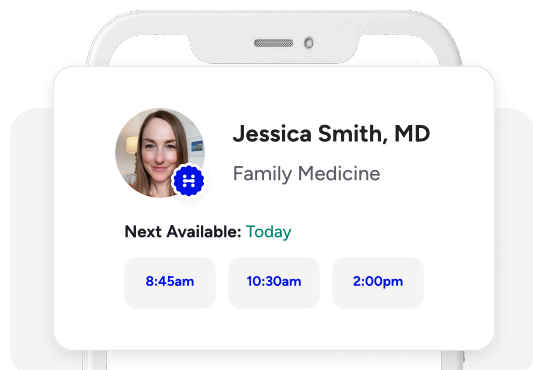 Jessica Smith, MD
Family Medicine
Next Available: Today
8:45am 10:30am 2:00pm